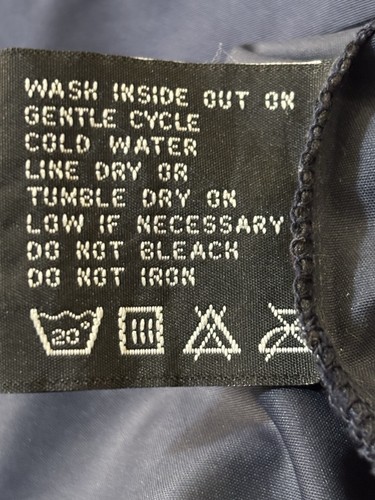 WASH INSIDE OUT ON
GENTLE CYCLE
COLD WATER
LINE DRY OR
TUMBLE DRY ON
LOW IF NECESSARY
DO NOT BLEACH
DO NOT IRON
20°